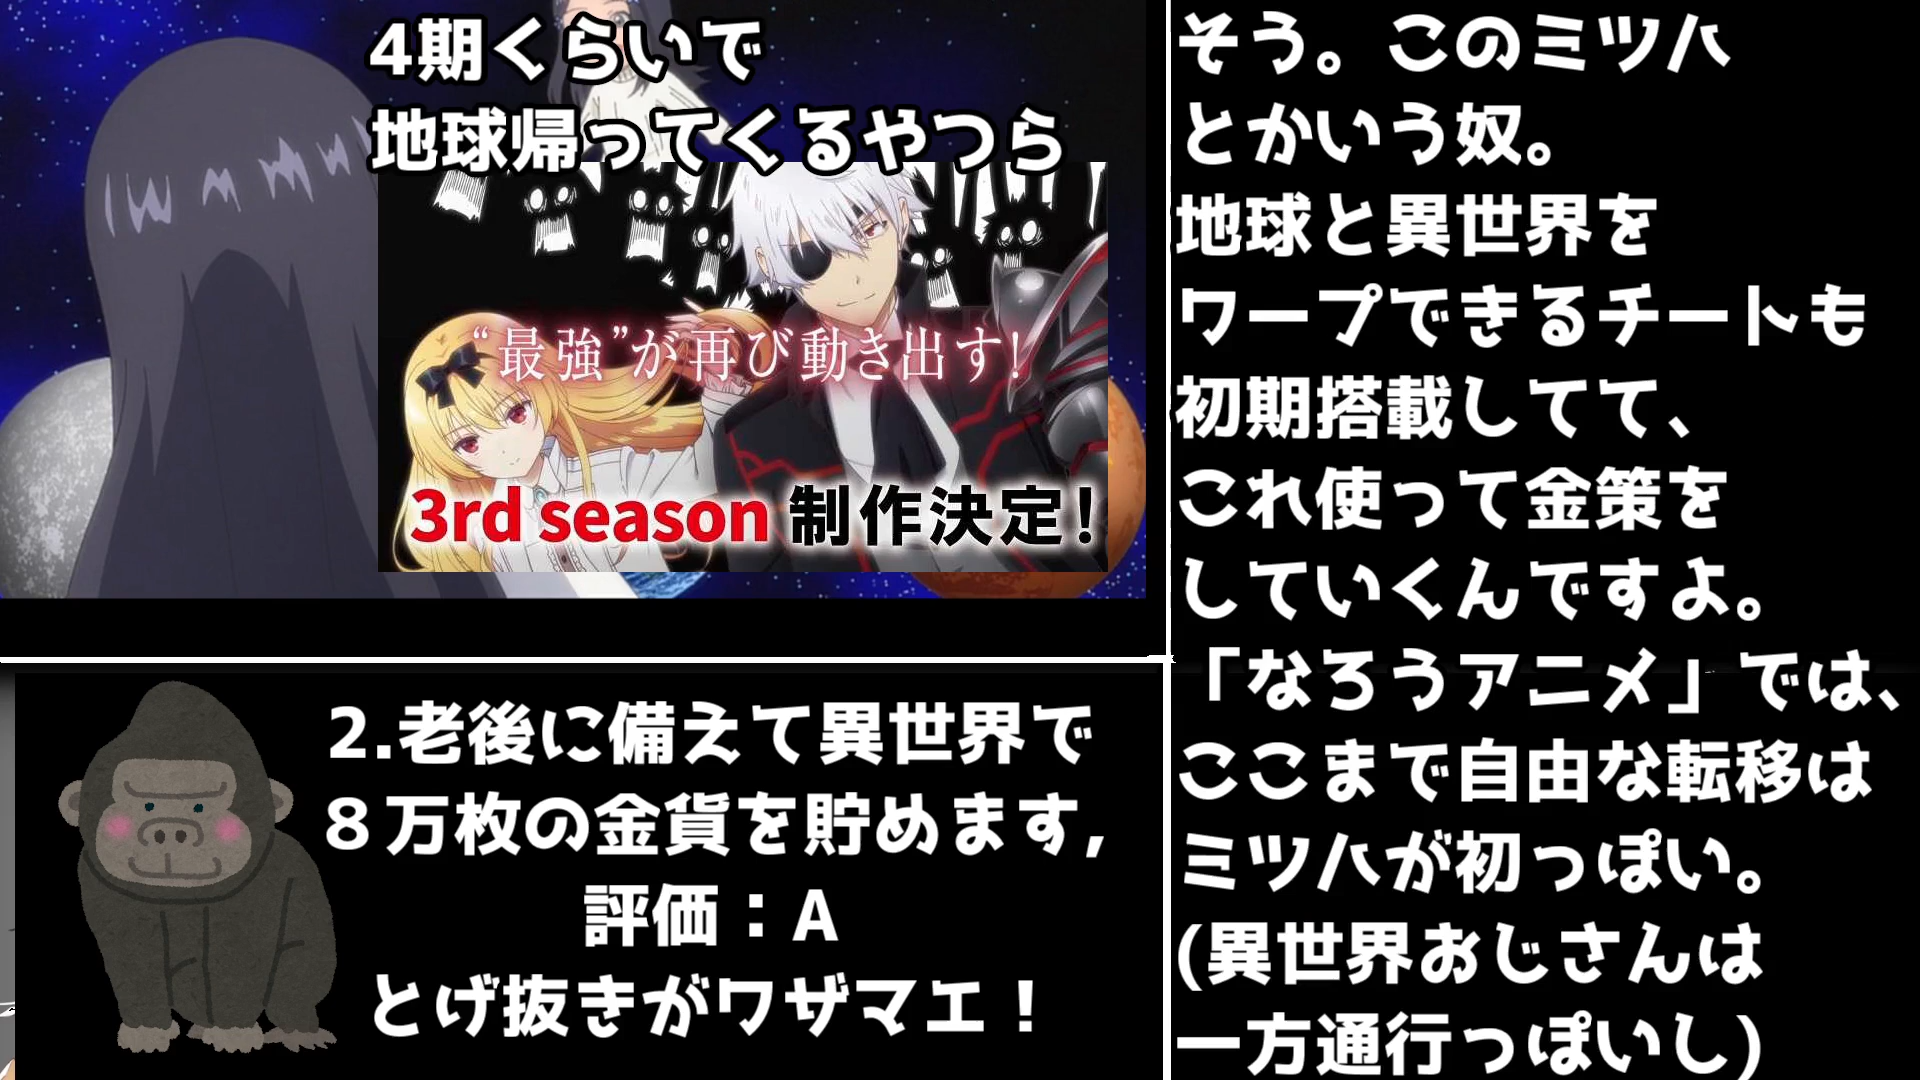 4期くらいで
地球帰ってくるやつら
“最強”が再び動き出す!
3rd season 制作決定!
2.老後に備えて異世界で
８万枚の金貨を貯めます,
評価：A
とげ抜きがワザマエ！
そう。このミツハ
とかいう奴。
地球と異世界を
ワープできるチートも
初期搭載してて、
これ使って金策を
していくんですよ。
「なろうアニメ」では、
ここまで自由な転移は
ミツハが初っぽい。
(異世界おじさんは
一方通行っぽいし)